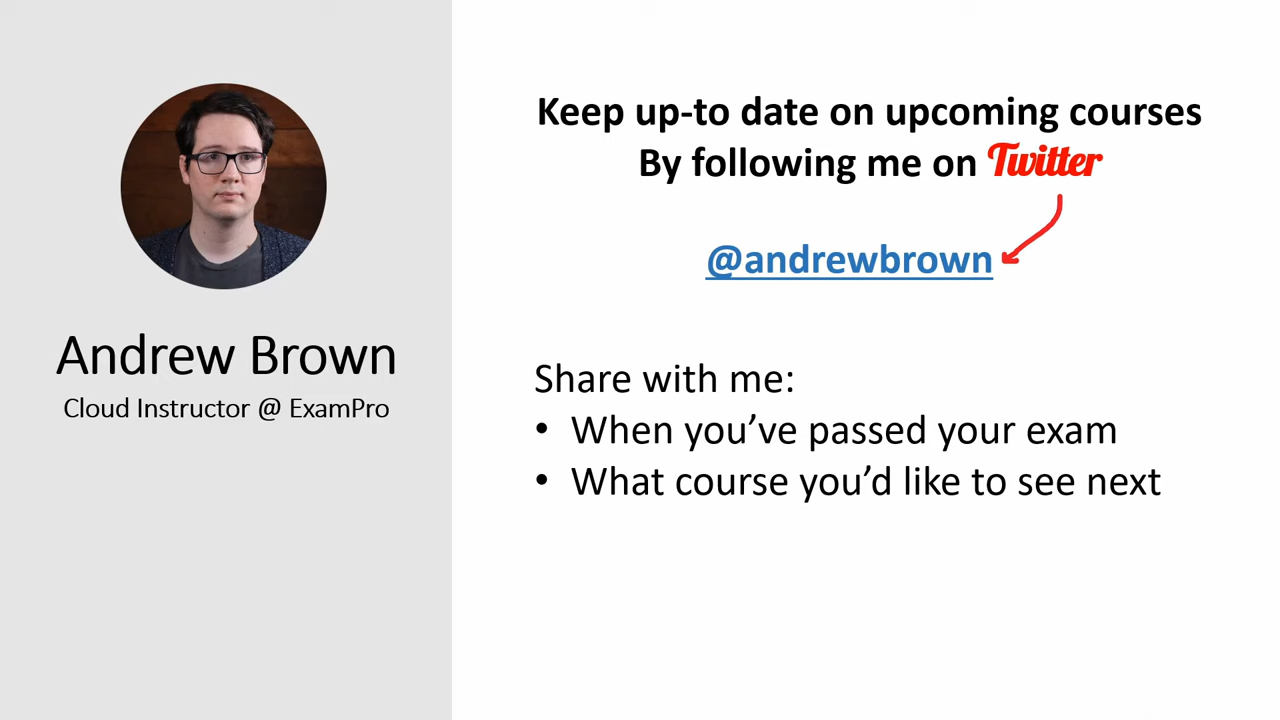 Andrew Brown
Cloud Instructor @ ExamPro
Keep up-to date on upcoming courses
By following me on Twitter
@andrewbrown
Share with me:
• When you’ve passed your exam
• What course you’d like to see next